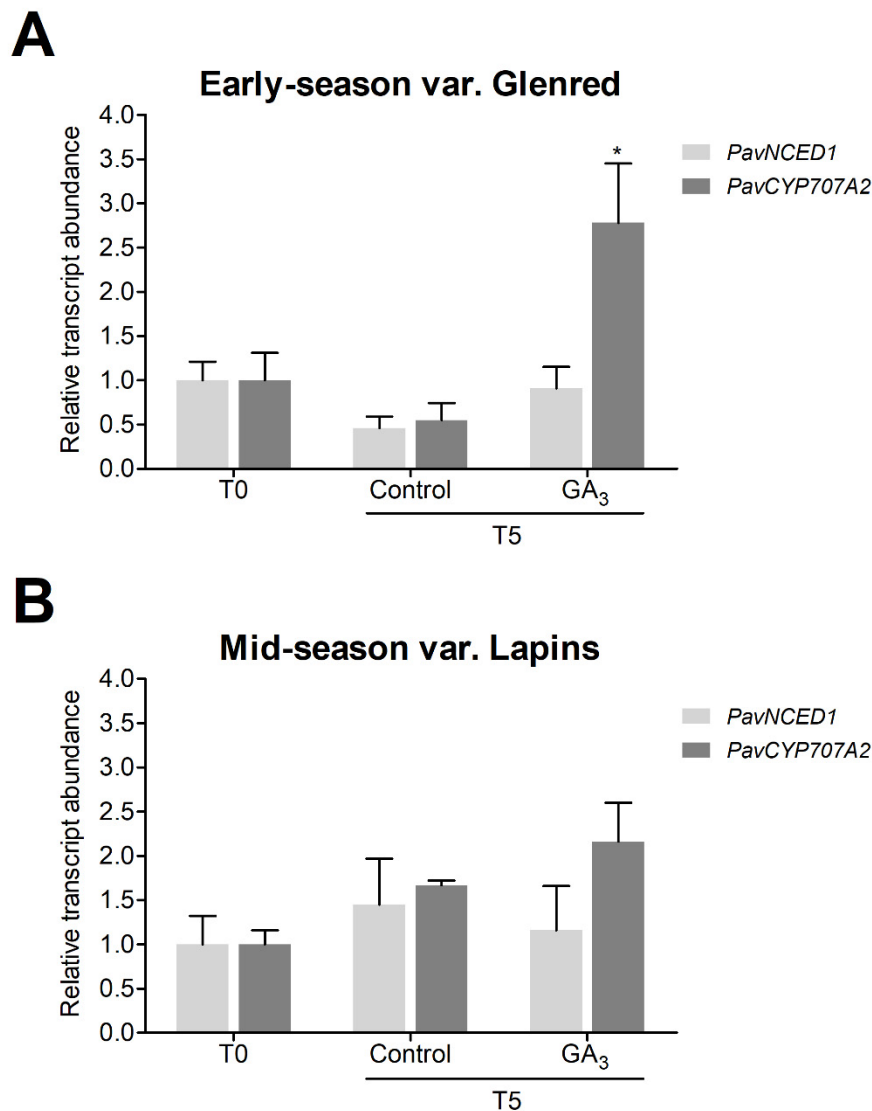 A
Early-season var. Glenred
Relative transcript abundance
4.0
3.5
3.0
2.5
2.0
1.5
1.0
0.5
0.0
*
PavNCED1
PavCYP707A2
T0 Control GA₃
T5
B
Mid-season var. Lapins
Relative transcript abundance
4.0
3.5
3.0
2.5
2.0
1.5
1.0
0.5
0.0
PavNCED1
PavCYP707A2
T0 Control GA₃
T5